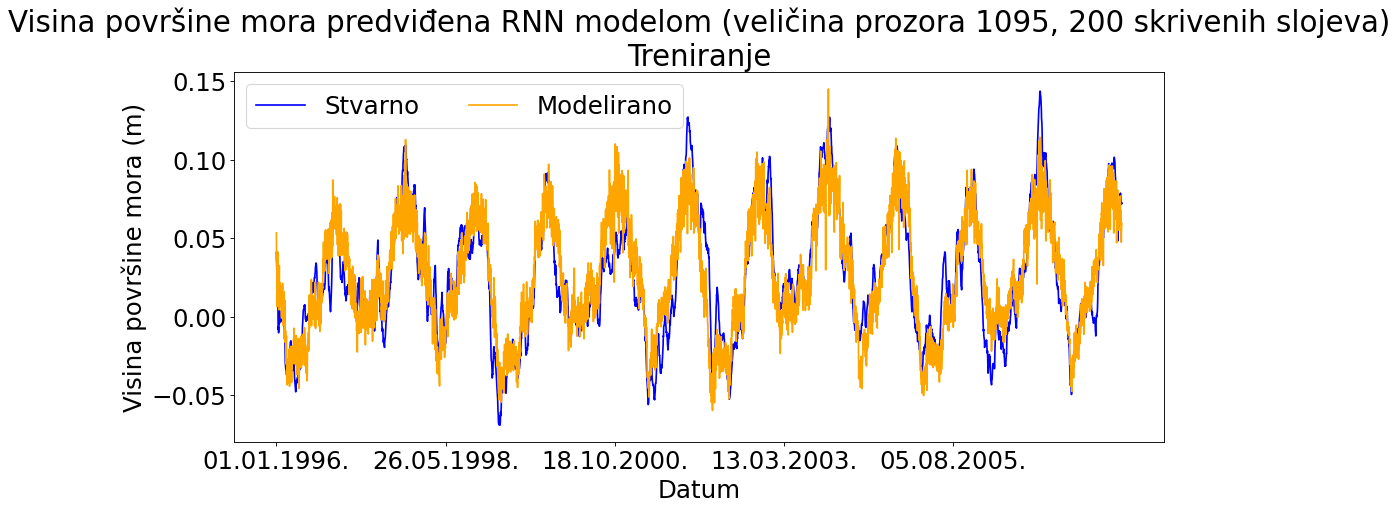 Visina površine mora predviđena RNN modelom (veličina prozora 1095, 200 skrivenih slojeva)
Treniranje
Stvarno
Modelirano
Visina površine mora (m)
0.15
0.10
0.05
0.00
−0.05
01.01.1996.
26.05.1998.
18.10.2000.
13.03.2003.
05.08.2005.
Datum